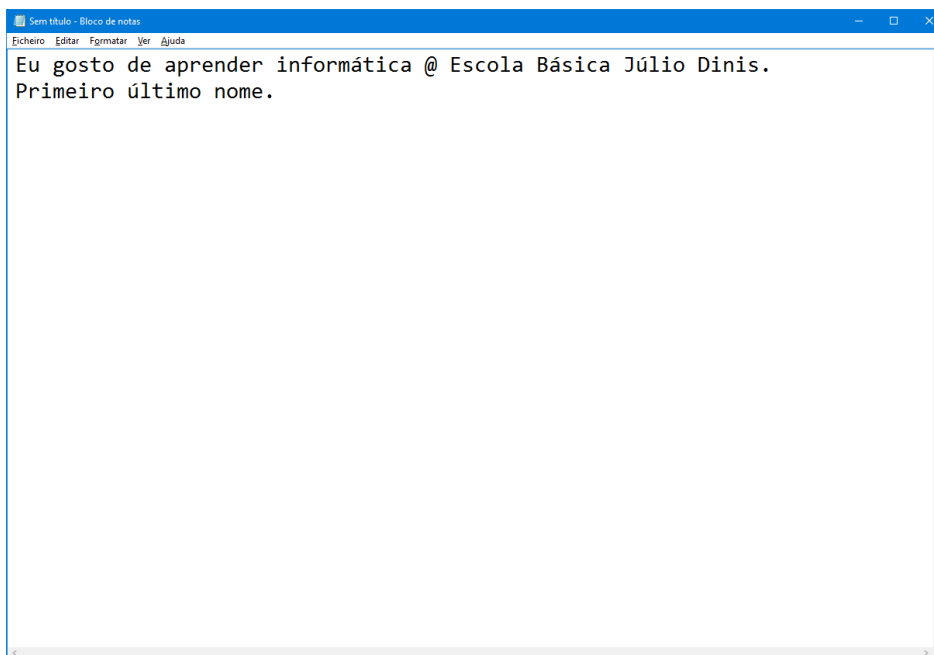 Sem título - Bloco de notas
Ficheiro Editar Formatar Ver Ajuda
Eu gosto de aprender informática @ Escola Básica Júlio Dinis.
Primeiro último nome.